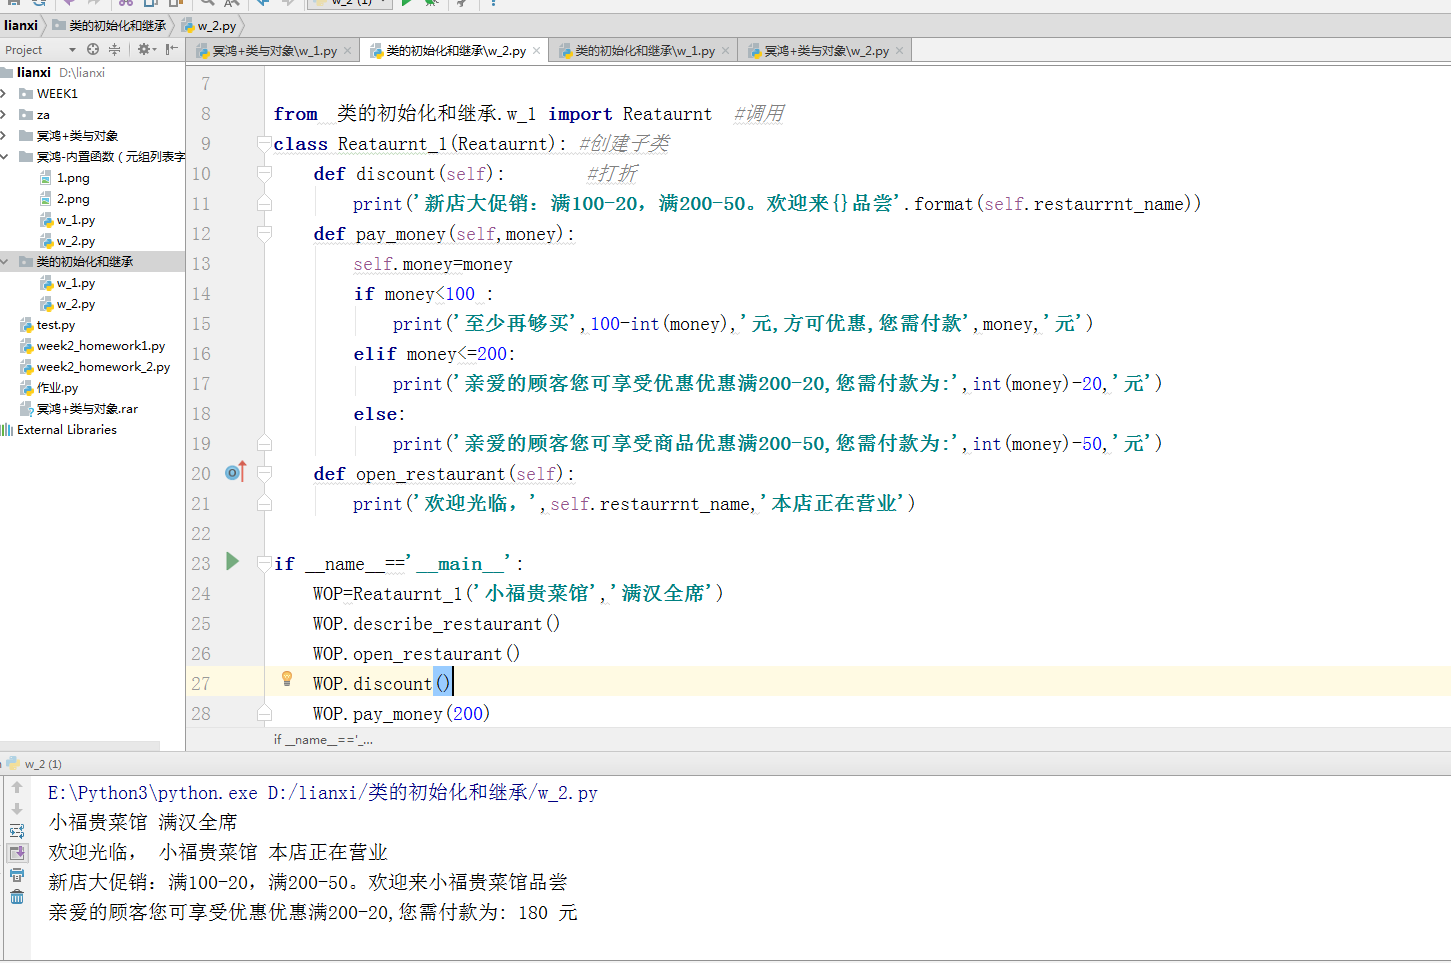 w_2 (1)
lianxi 类的初始化和继承 w_2.py
Project
冥鸿+类与对象\w_1.py 类的初始化和继承\w_2.py 类的初始化和继承\w_1.py 冥鸿+类与对象\w_2.py
lianxi D:\lianxi
WEEK1
za
冥鸿+类与对象
冥鸿-内置函数（元组列表字
1.png
2.png
w_1.py
w_2.py
类的初始化和继承
w_1.py
w_2.py
test.py
week2_homework1.py
week2_homework_2.py
作业.py
冥鸿+类与对象.rar
External Libraries
7
8 from 类的初始化和继承.w_1 import Reataurnt #调用
9 class Reataurnt_1(Reataurnt): #创建子类
10 def discount(self): #打折
11 print('新店大促销：满100-20，满200-50。欢迎来{}品尝'.format(self.restaurrnt_name))
12 def pay_money(self,money):
13 self.money=money
14 if money<100 :
15 print('至少再够买',100-int(money),'元,方可优惠,您需付款',money,'元')
16 elif money<=200:
17 print('亲爱的顾客您可享受优惠优惠满200-20,您需付款为:',int(money)-20,'元')
18 else:
19 print('亲爱的顾客您可享受商品优惠满200-50,您需付款为:',int(money)-50,'元')
20 def open_restaurant(self):
21 print('欢迎光临，',self.restaurrnt_name,'本店正在营业')
22
23 if __name__=='__main__':
24 WOP=Reataurnt_1('小福贵菜馆','满汉全席')
25 WOP.describe_restaurant()
26 WOP.open_restaurant()
27 WOP.discount()
28 WOP.pay_money(200)
if __name__=='_...
w_2 (1)
E:\Python3\python.exe D:/lianxi/类的初始化和继承/w_2.py
小福贵菜馆 满汉全席
欢迎光临， 小福贵菜馆 本店正在营业
新店大促销：满100-20，满200-50。欢迎来小福贵菜馆品尝
亲爱的顾客您可享受优惠优惠满200-20,您需付款为: 180 元